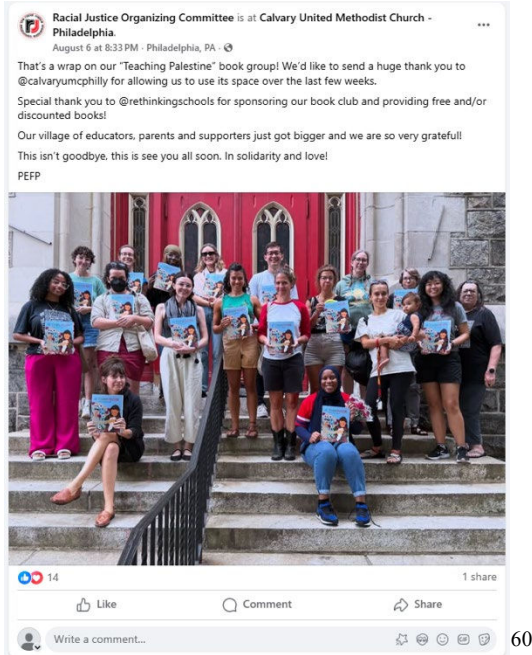 Racial Justice Organizing Committee is at Calvary United Methodist Church -
Philadelphia.
August 6 at 8:33 PM · Philadelphia, PA ·
That's a wrap on our "Teaching Palestine" book group! We'd like to send a huge thank you to
@calvaryumcphilly for allowing us to use its space over the last few weeks.
Special thank you to @rethinkingschools for sponsoring our book club and providing free and/or
discounted books!
Our village of educators, parents and supporters just got bigger and we are so very grateful!
This isn't goodbye, this is see you all soon. In solidarity and love!
PEFP
14
1 share
Like
Comment
Share
Write a comment...
60